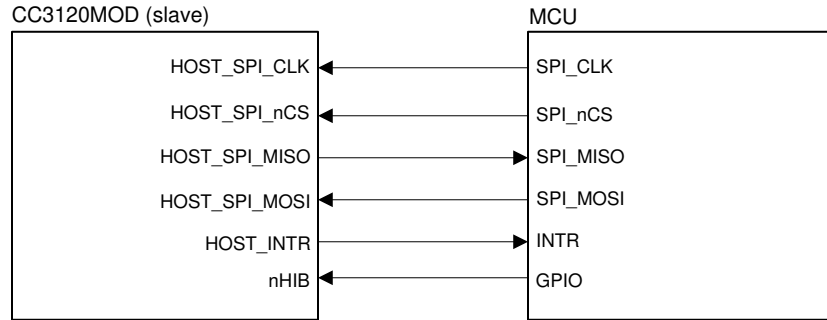 CC3120MOD (slave) MCU
HOST_SPI_CLK SPI_CLK
HOST_SPI_nCS SPI_nCS
HOST_SPI_MISO SPI_MISO
HOST_SPI_MOSI SPI_MOSI
HOST_INTR INTR
nHIB GPIO